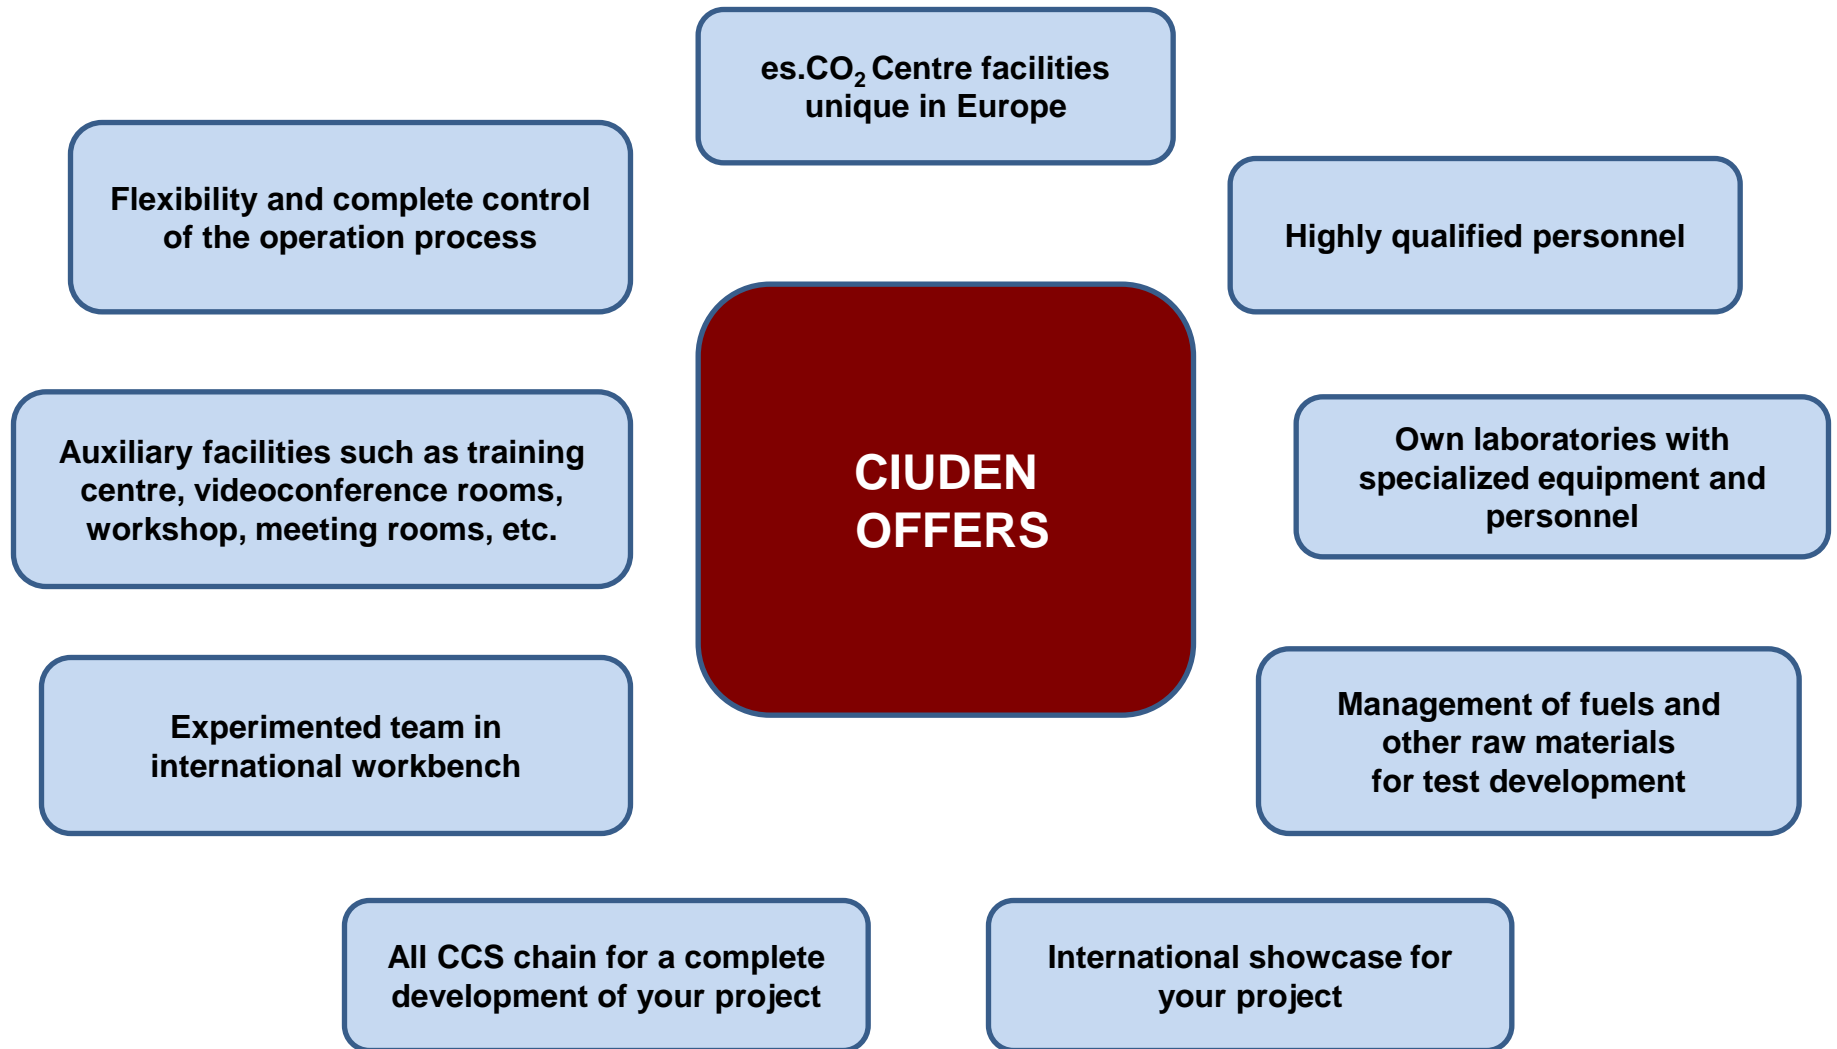 es.CO₂ Centre facilities
unique in Europe
Flexibility and complete control
of the operation process
Highly qualified personnel
Auxiliary facilities such as training
centre, videoconference rooms,
workshop, meeting rooms, etc.
CIUDEN
OFFERS
Own laboratories with
specialized equipment and
personnel
Experimented team in
international workbench
Management of fuels and
other raw materials
for test development
All CCS chain for a complete
development of your project
International showcase for
your project